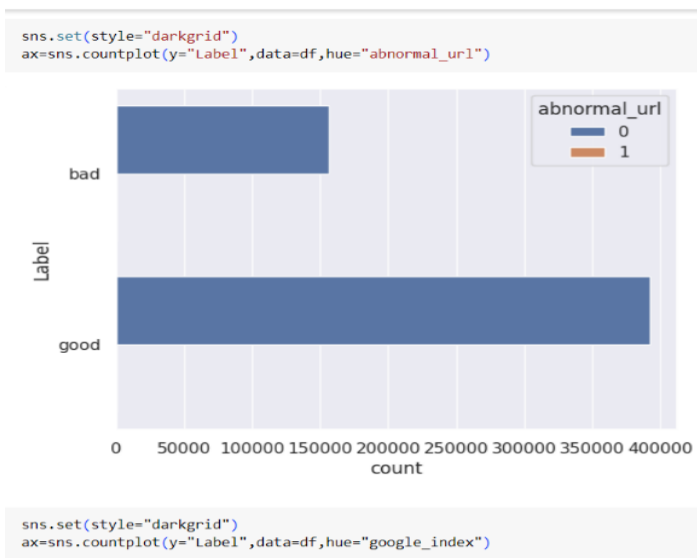 sns.set(style="darkgrid")
ax=sns.countplot(y="Label",data=df,hue="abnormal_url")
abnormal_url
0
1
bad
Label
good
0 50000 100000 150000 200000 250000 300000 350000 400000
count
sns.set(style="darkgrid")
ax=sns.countplot(y="Label",data=df,hue="google_index")